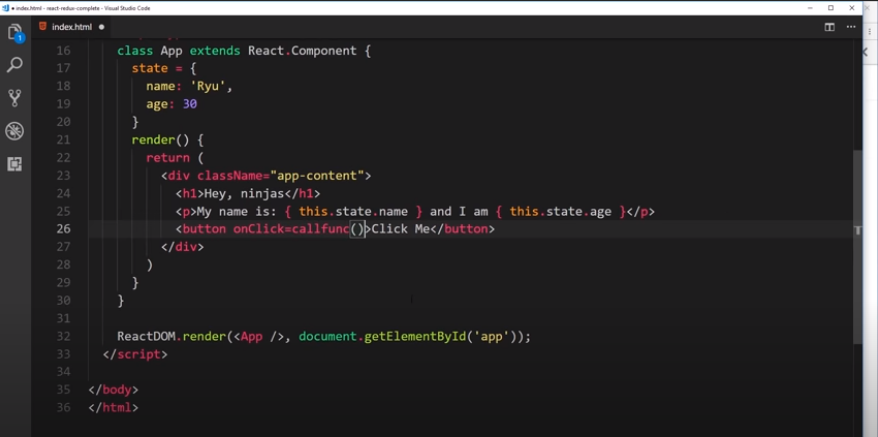 index.html - react-redux-complete - Visual Studio Code
index.html
1
16 class App extends React.Component {
17 state = {
18 name: 'Ryu',
19 age: 30
20 }
21 render() {
22 return (
23 <div className="app-content">
24 <h1>Hey, ninjas</h1>
25 <p>My name is: { this.state.name } and I am { this.state.age }</p>
26 <button onClick=callfunc()>Click Me</button>
27 </div>
28 )
29 }
30 }
31
32 ReactDOM.render(<App />, document.getElementById('app'));
33 </script>
34
35 </body>
36 </html>